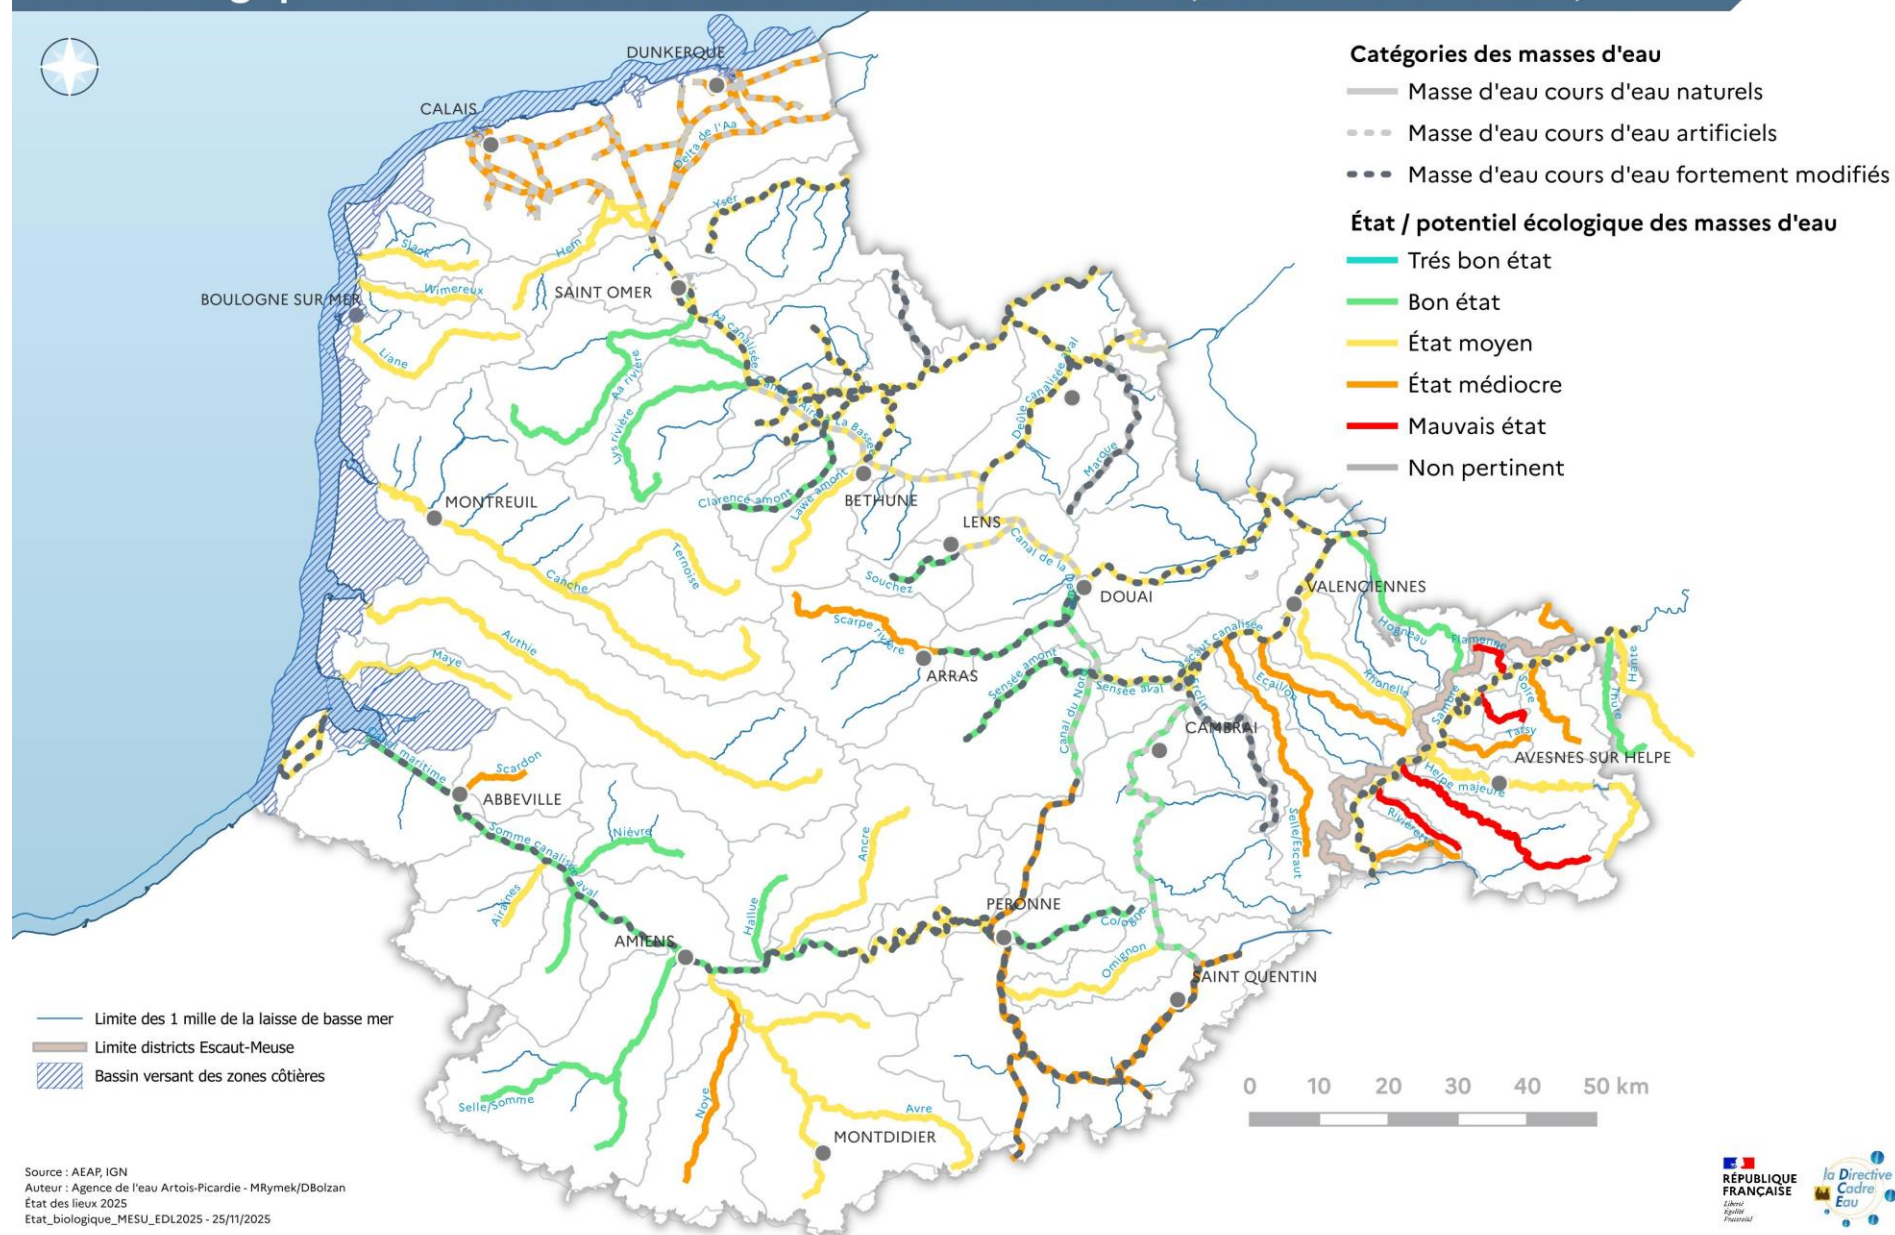 DUNKERQUE
CALAIS
Delta de l'Aa
Yser
Slack
Hem
Wimereux
BOULOGNE SUR MER
SAINT OMER
Liane
Aa canalisée
Aa rivière
Lys rivière
Deûle canalisée aval
La Bassée
Marque
Clarence amont
Lawe amont
BETHUNE
MONTREUIL
LENS
Canal de la Deûle
Ternoise
Canche
Souchez
DOUAI
VALENCIENNES
Scarpe rivière
Authie
Maye
ARRAS
Sensée amont
Sensée aval
Escaut canalisée
Erclin
Ecaillon
Rhonelle
Hogneau
Flamenne
Solre
Thure
Hante
Sambre
Tarsy
AVESNES SUR HELPE
Helpe majeure
Rivièrette
Canal du Nord
CAMBRAI
Selle/Escaut
maritime
Scardon
ABBEVILLE
Somme canalisée aval
Nièvre
Airaines
Ancre
Hallue
AMIENS
PERONNE
Cologne
Omignon
SAINT QUENTIN
Selle/Somme
Noye
Avre
MONTDIDIER
Catégories des masses d'eau
Masse d'eau cours d'eau naturels
Masse d'eau cours d'eau artificiels
Masse d'eau cours d'eau fortement modifiés
État / potentiel écologique des masses d'eau
Trés bon état
Bon état
État moyen
État médiocre
Mauvais état
Non pertinent
Limite des 1 mille de la laisse de basse mer
Limite districts Escaut-Meuse
Bassin versant des zones côtières
0 10 20 30 40 50 km
Source : AEAP, IGN
Auteur : Agence de l'eau Artois-Picardie - MRymek/DBolzan
État des lieux 2025
Etat_biologique_MESU_EDL2025 - 25/11/2025
RÉPUBLIQUE
FRANÇAISE
Liberté
Égalité
Fraternité
la Directive
Cadre
Eau